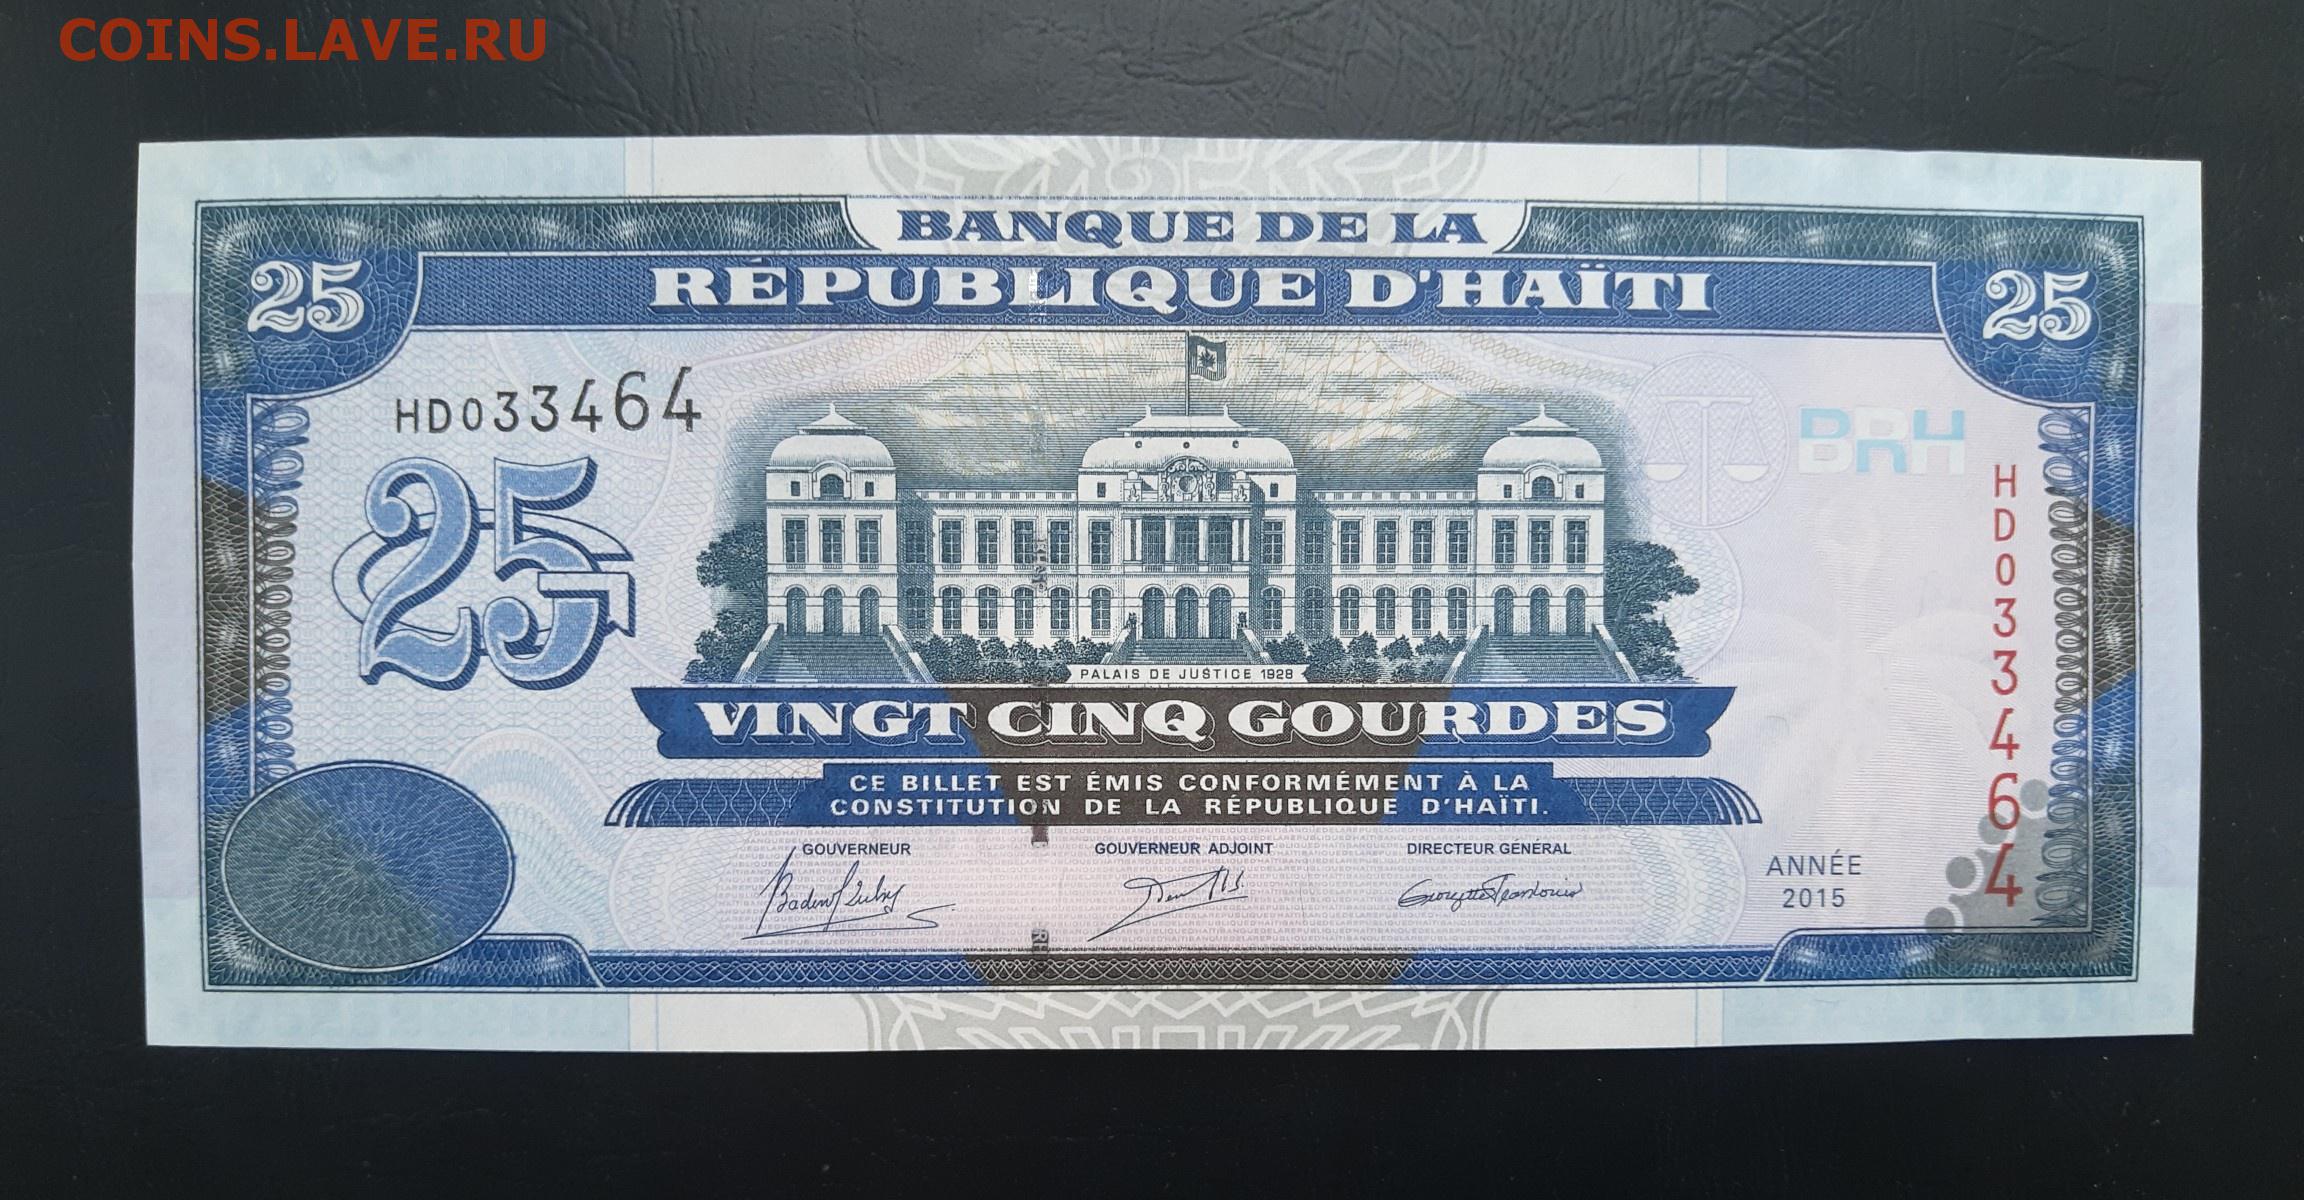 COINS.LAVE.RU
BANQUE DE LA
RÉPUBLIQUE D'HAÏTI
25
25
HD033464
25
BRH
HD033464
PALAIS DE JUSTICE 1928
VINGT CINQ GOURDES
CE BILLET EST ÉMIS CONFORMÉMENT À LA
CONSTITUTION DE LA RÉPUBLIQUE D'HAÏTI.
GOUVERNEUR
GOUVERNEUR ADJOINT
DIRECTEUR GÉNÉRAL
ANNÉE
2015